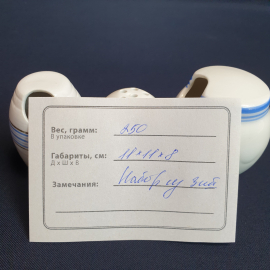 Вес, грамм: 250
В упаковке
Габариты, см: 11×11×8
Д х Ш х В
Замечания: Набор